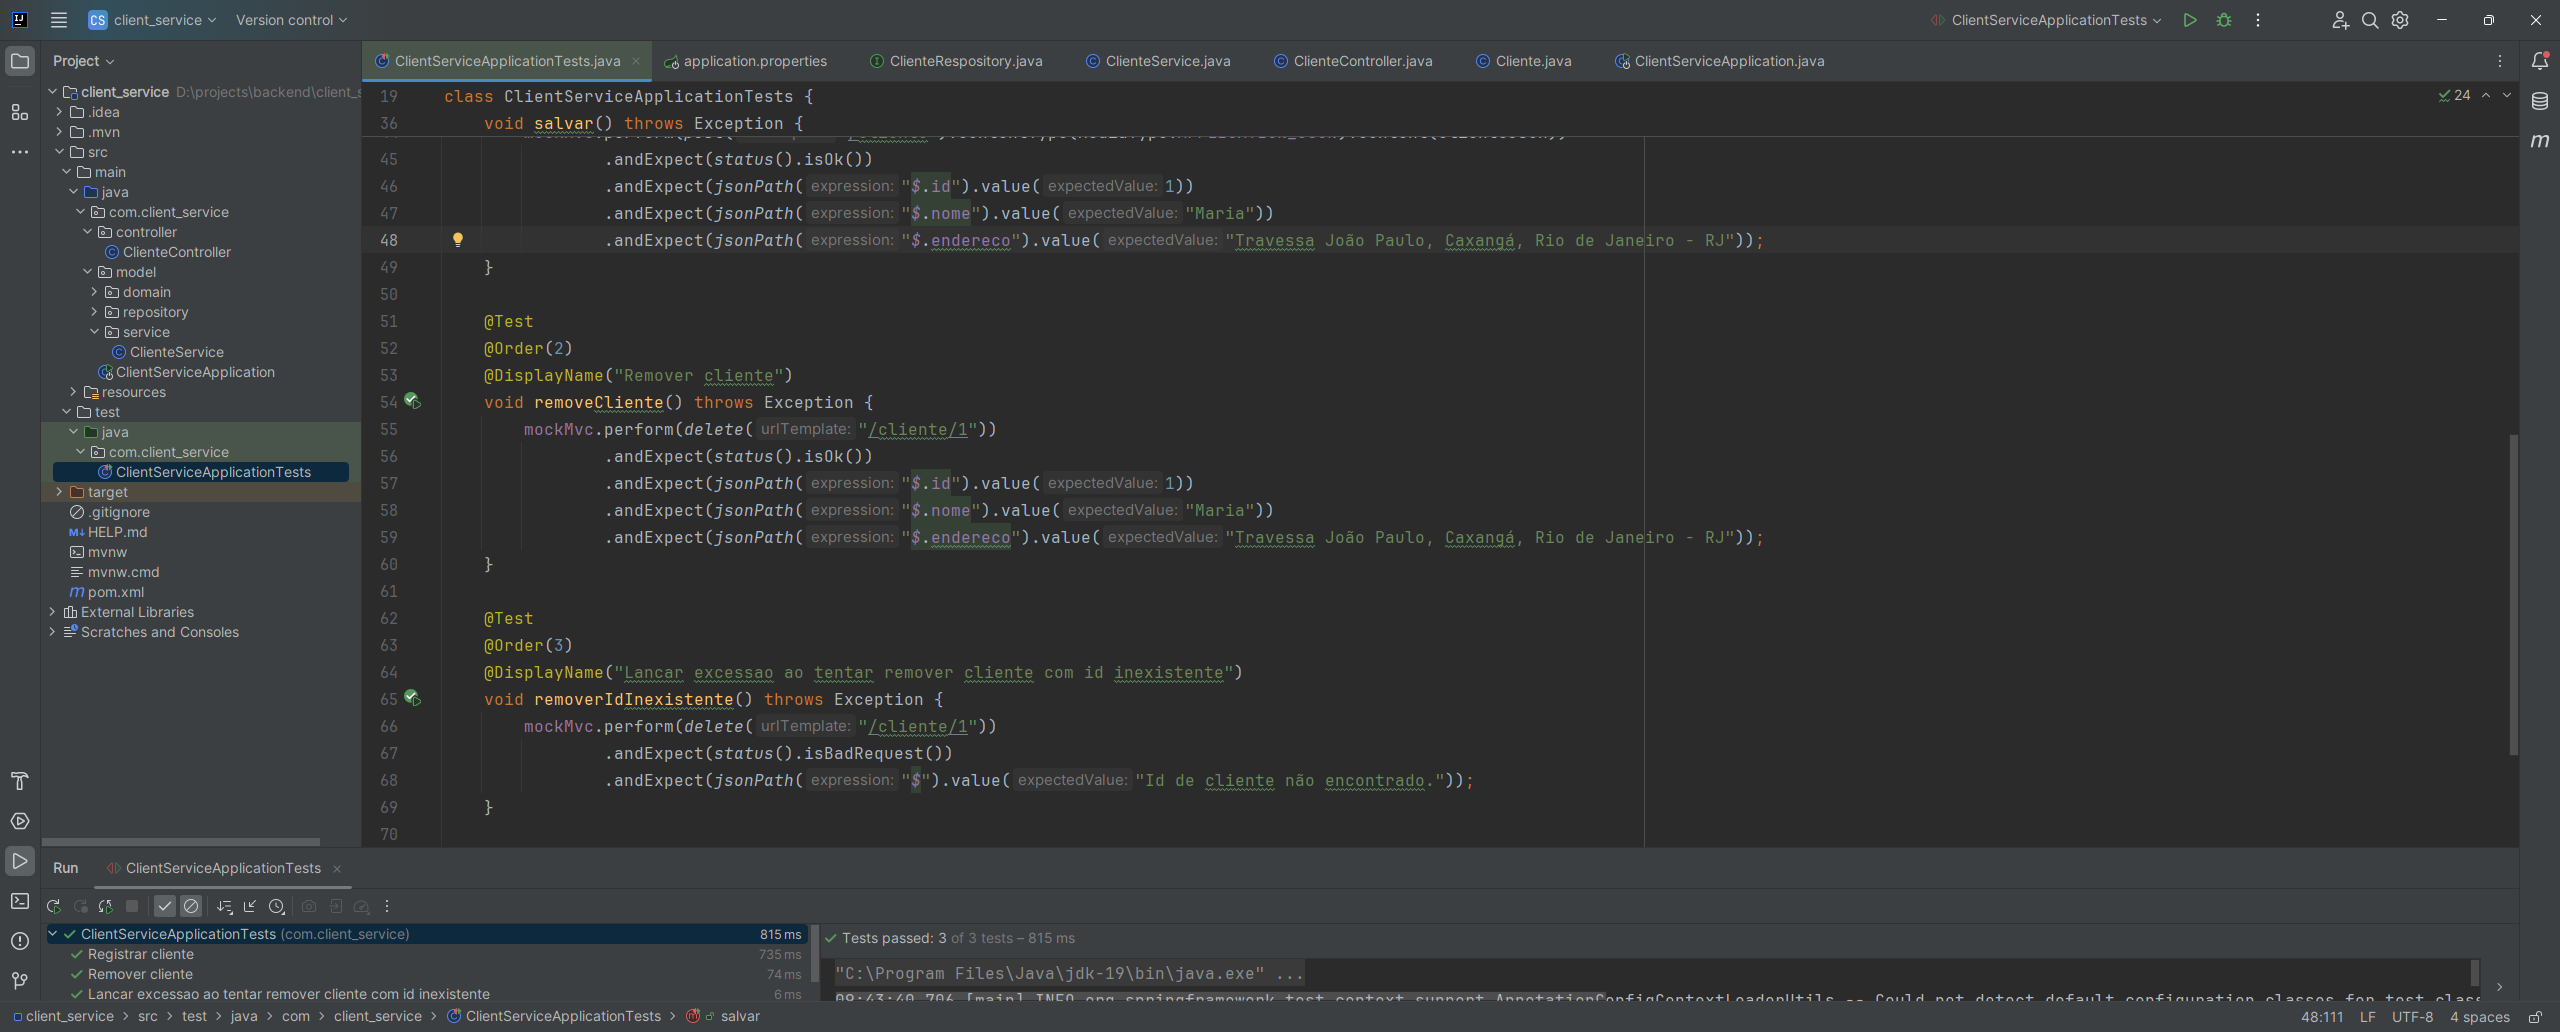 CS client_service Version control ClientServiceApplicationTests
Project
ClientServiceApplicationTests.java application.properties ClienteRespository.java ClienteService.java ClienteController.java Cliente.java ClientServiceApplication.java
client_service D:\projects\backend\client_s
.idea
.mvn
src
main
java
com.client_service
controller
ClienteController
model
domain
repository
service
ClienteService
ClientServiceApplication
resources
test
java
com.client_service
ClientServiceApplicationTests
target
.gitignore
HELP.md
mvnw
mvnw.cmd
pom.xml
External Libraries
Scratches and Consoles
24
19 class ClientServiceApplicationTests {
36 void salvar() throws Exception {
45 .andExpect(status().isOk())
46 .andExpect(jsonPath( expression: "$.id").value( expectedValue: 1))
47 .andExpect(jsonPath( expression: "$.nome").value( expectedValue: "Maria"))
48 .andExpect(jsonPath( expression: "$.endereco").value( expectedValue: "Travessa João Paulo, Caxangá, Rio de Janeiro - RJ"));
49 }
50
51 @Test
52 @Order(2)
53 @DisplayName("Remover cliente")
54 void removeCliente() throws Exception {
55 mockMvc.perform(delete( urlTemplate: "/cliente/1"))
56 .andExpect(status().isOk())
57 .andExpect(jsonPath( expression: "$.id").value( expectedValue: 1))
58 .andExpect(jsonPath( expression: "$.nome").value( expectedValue: "Maria"))
59 .andExpect(jsonPath( expression: "$.endereco").value( expectedValue: "Travessa João Paulo, Caxangá, Rio de Janeiro - RJ"));
60 }
61
62 @Test
63 @Order(3)
64 @DisplayName("Lancar excessao ao tentar remover cliente com id inexistente")
65 void removerIdInexistente() throws Exception {
66 mockMvc.perform(delete( urlTemplate: "/cliente/1"))
67 .andExpect(status().isBadRequest())
68 .andExpect(jsonPath( expression: "$").value( expectedValue: "Id de cliente não encontrado."));
69 }
70
Run ClientServiceApplicationTests
ClientServiceApplicationTests (com.client_service) 815 ms
Registrar cliente 735 ms
Remover cliente 74 ms
Lancar excessao ao tentar remover cliente com id inexistente 6 ms
Tests passed: 3 of 3 tests – 815 ms
"C:\Program Files\Java\jdk-19\bin\java.exe" ...
09:43:40.706 [main] INFO org.springframework.test.context.support.AnnotationConfigContextLoaderUtils -- Could not detect default configuration classes for test class
client_service > src > test > java > com > client_service > ClientServiceApplicationTests > salvar
48:111 LF UTF-8 4 spaces